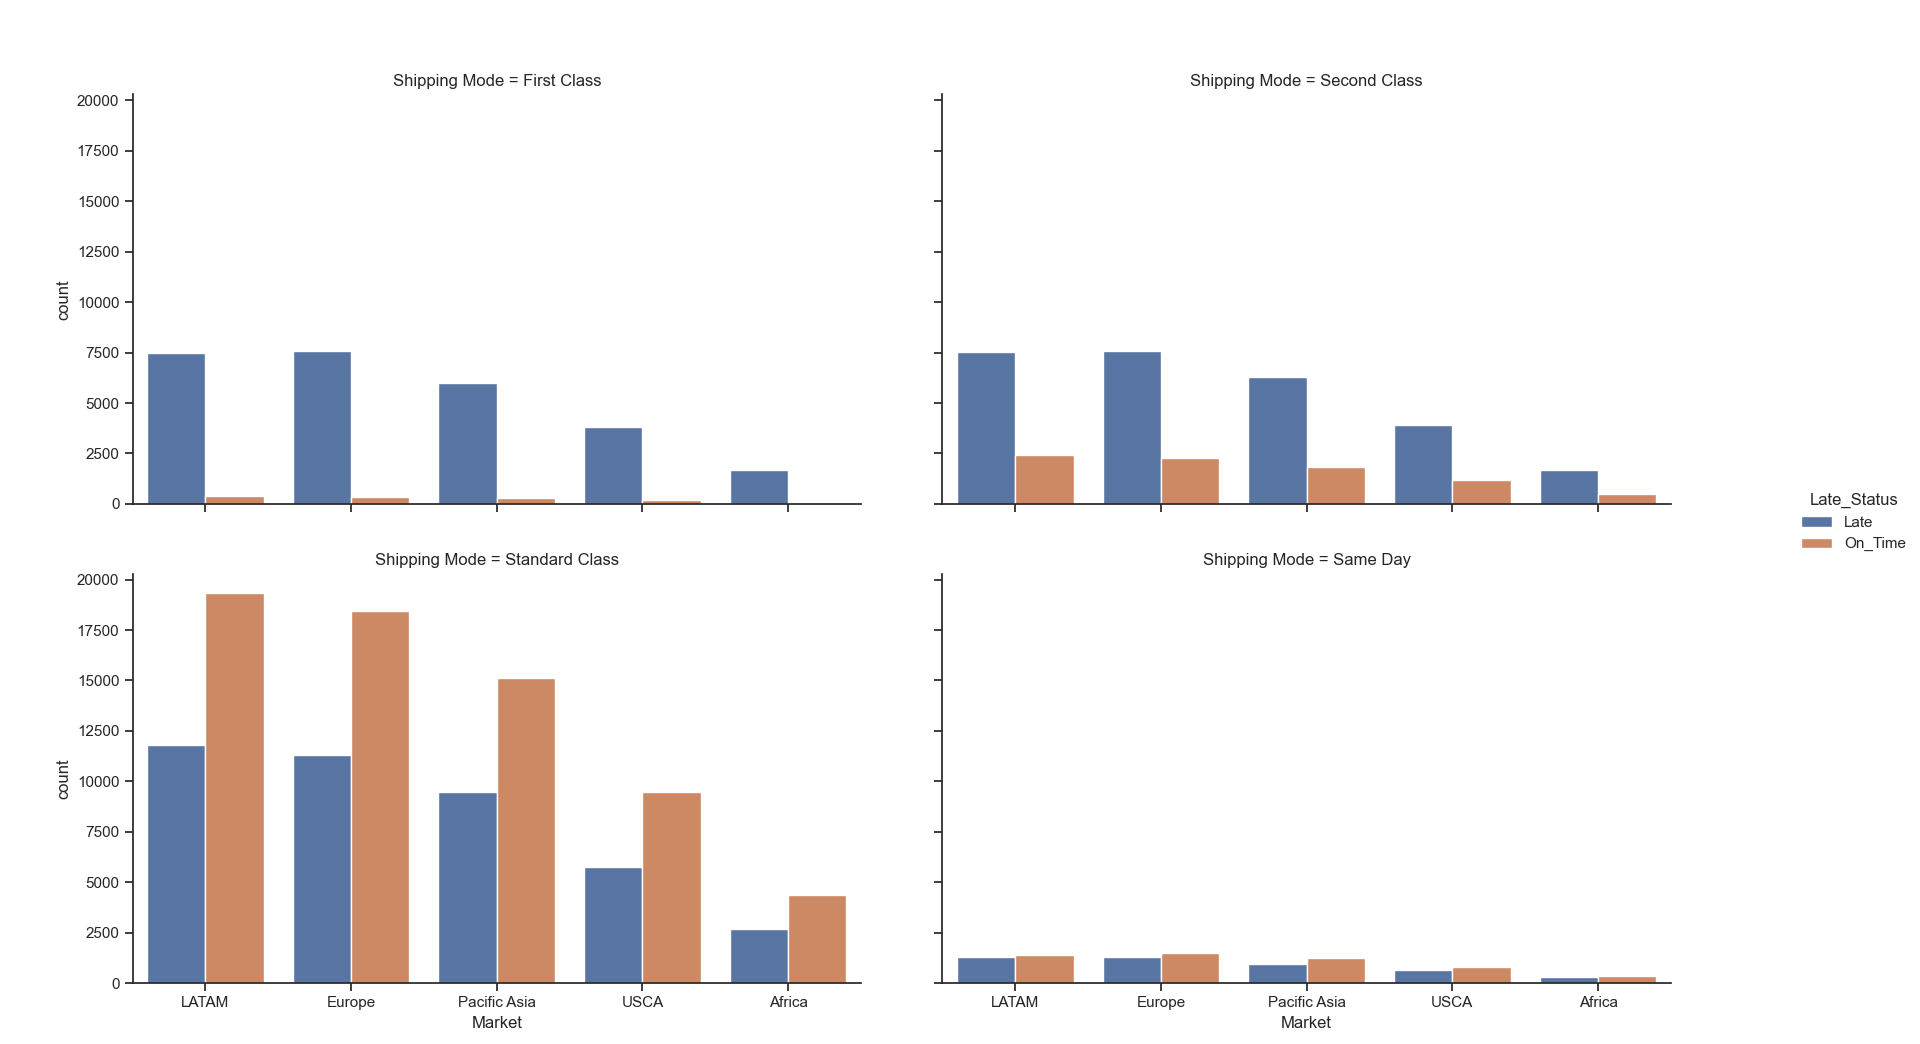 Shipping Mode = First Class
Shipping Mode = Second Class
20000
17500
15000
12500
10000
7500
5000
2500
0
count
Late_Status
Late
On_Time
Shipping Mode = Standard Class
Shipping Mode = Same Day
20000
17500
15000
12500
10000
7500
5000
2500
0
count
LATAM Europe Pacific Asia USCA Africa
Market
LATAM Europe Pacific Asia USCA Africa
Market